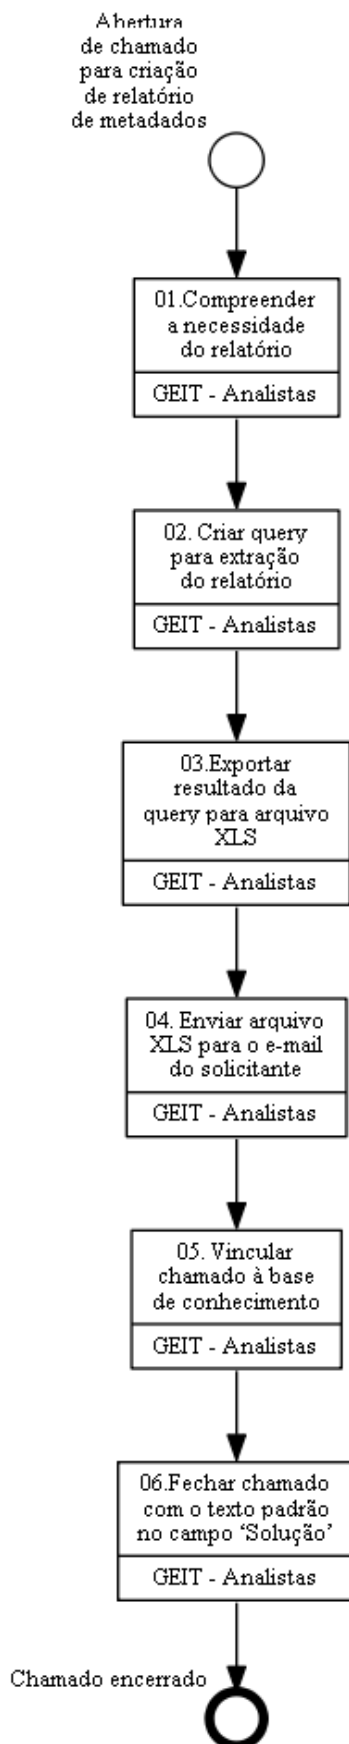 Abertura
de chamado
para criação
de relatório
de metadados
01.Compreender
a necessidade
do relatório
GEIT - Analistas
02. Criar query
para extração
do relatório
GEIT - Analistas
03.Exportar
resultado da
query para arquivo
XLS
GEIT - Analistas
04. Enviar arquivo
XLS para o e-mail
do solicitante
GEIT - Analistas
05. Vincular
chamado à base
de conhecimento
GEIT - Analistas
06.Fechar chamado
com o texto padrão
no campo ‘Solução’
GEIT - Analistas
Chamado encerrado